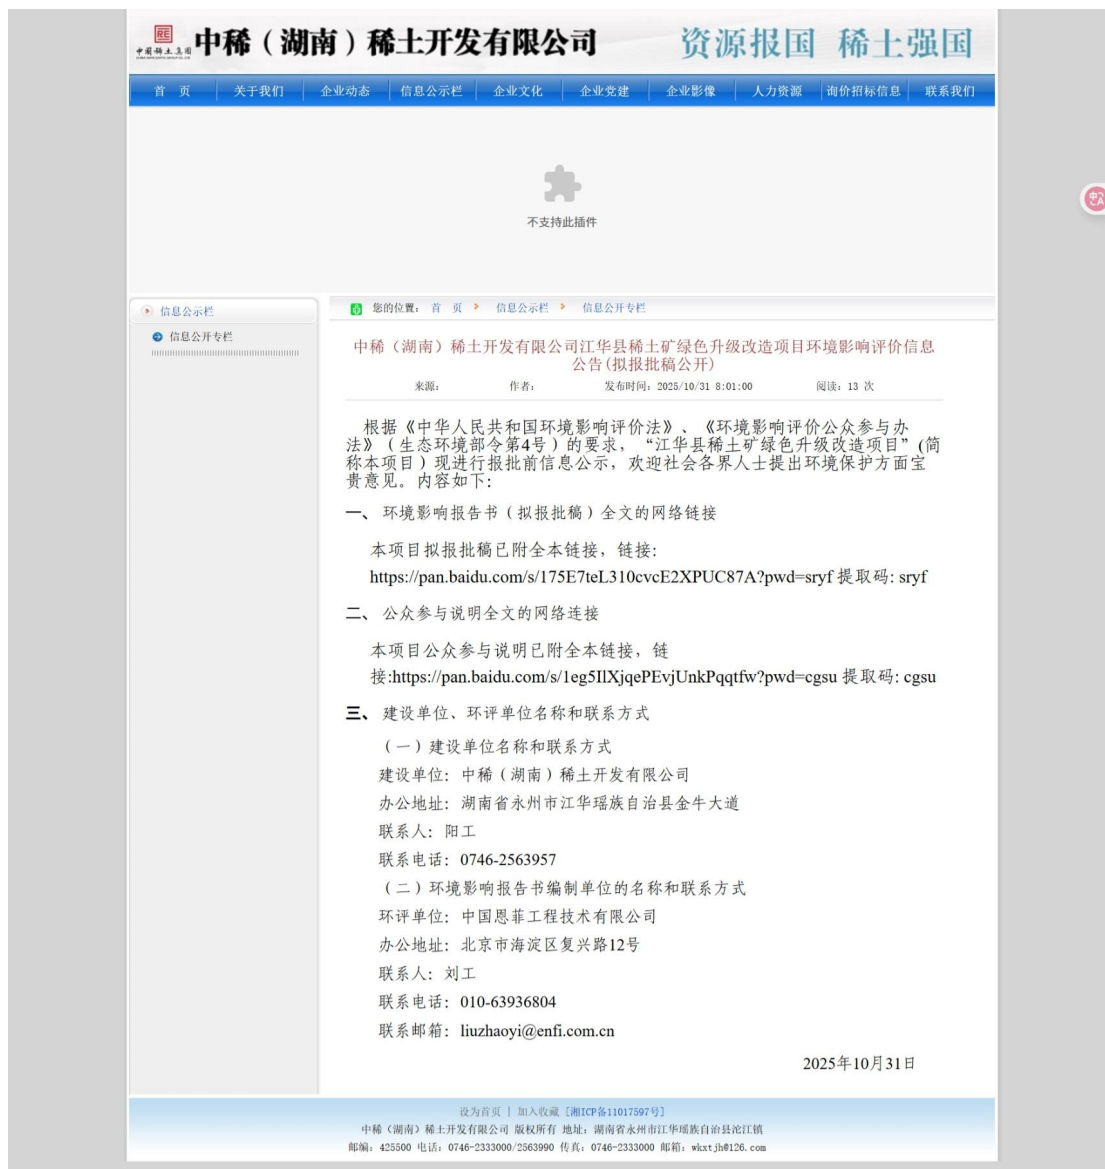 RE
中国稀土集团
中稀（湖南）稀土开发有限公司
资源报国 稀土强国
首 页 关于我们 企业动态 信息公示栏 企业文化 企业党建 企业影像 人力资源 询价招标信息 联系我们
不支持此插件
信息公示栏
信息公开专栏
您的位置： 首 页 信息公示栏 信息公开专栏
中稀（湖南）稀土开发有限公司江华县稀土矿绿色升级改造项目环境影响评价信息
公告(拟报批稿公开)
来源： 作者： 发布时间：2025/10/31 8:01:00 阅读：13 次
根据《中华人民共和国环境影响评价法》、《环境影响评价公众参与办
法》（生态环境部令第4号）的要求，“江华县稀土矿绿色升级改造项目”(简
称本项目）现进行报批前信息公示，欢迎社会各界人士提出环境保护方面宝
贵意见。内容如下：
一、 环境影响报告书（拟报批稿）全文的网络链接
本项目拟报批稿已附全本链接，链接:
https://pan.baidu.com/s/175E7teL310cvcE2XPUC87A?pwd=sryf 提取码: sryf
二、 公众参与说明全文的网络连接
本项目公众参与说明已附全本链接，链
接:https://pan.baidu.com/s/1eg5IlXjqePEvjUnkPqqtfw?pwd=cgsu 提取码: cgsu
三、 建设单位、环评单位名称和联系方式
（一）建设单位名称和联系方式
建设单位：中稀（湖南）稀土开发有限公司
办公地址：湖南省永州市江华瑶族自治县金牛大道
联系人：阳工
联系电话：0746-2563957
（二）环境影响报告书编制单位的名称和联系方式
环评单位：中国恩菲工程技术有限公司
办公地址：北京市海淀区复兴路12号
联系人：刘工
联系电话：010-63936804
联系邮箱：liuzhaoyi@enfi.com.cn
2025年10月31日
设为首页 | 加入收藏 [湘ICP备11017597号]
中稀（湖南）稀土开发有限公司 版权所有 地址：湖南省永州市江华瑶族自治县沱江镇
邮编：425500 电话：0746-2333000/2563990 传真：0746-2333000 邮箱：wkxtjh@126.com